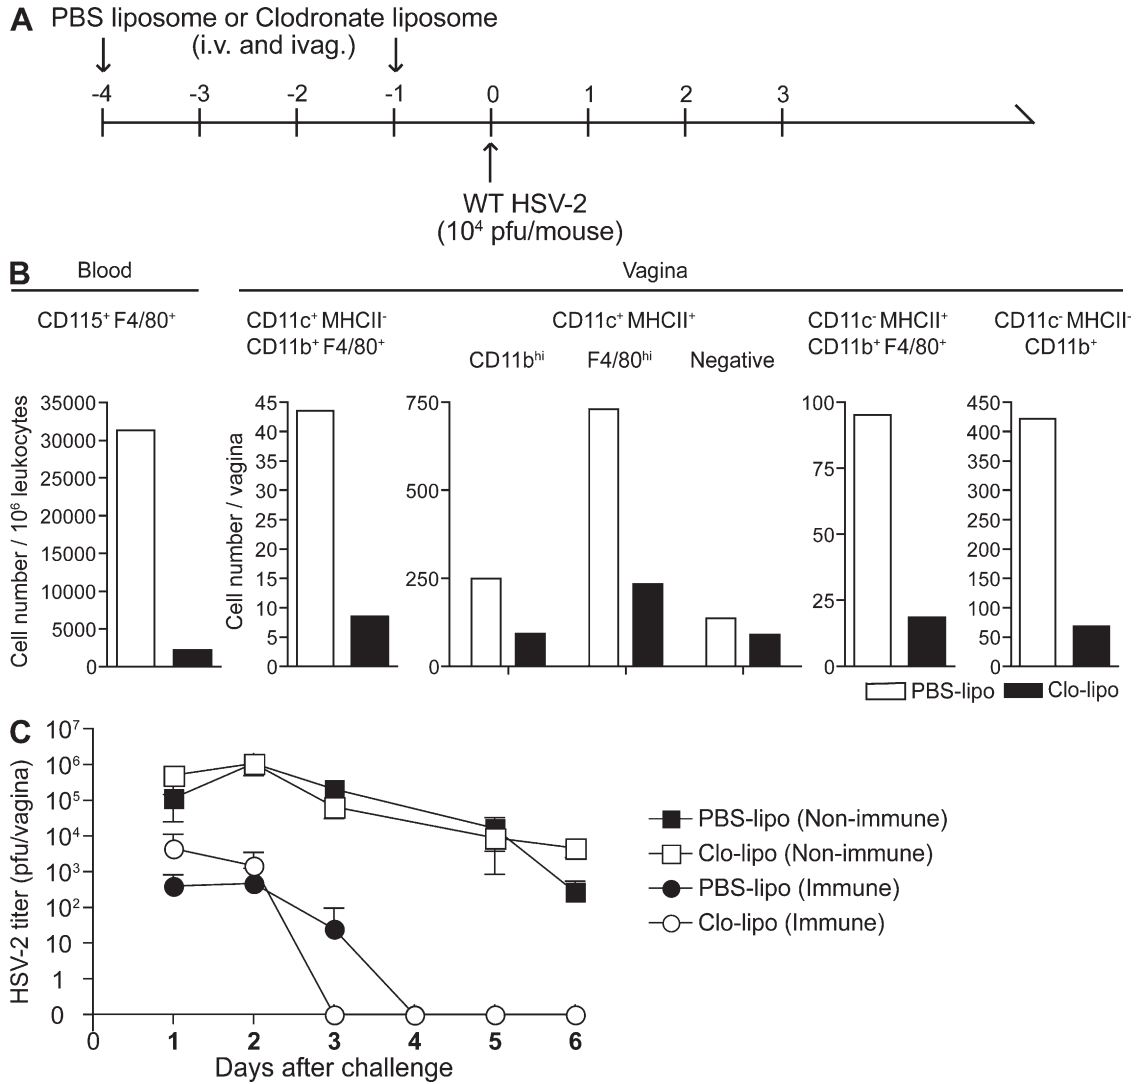 A PBS liposome or Clodronate liposome
(i.v. and ivag.)
-4 -3 -2 -1 0 1 2 3
WT HSV-2
(10⁴ pfu/mouse)
B Blood Vagina
CD115⁺ F4/80⁺
CD11c⁺ MHCII⁻
CD11b⁺ F4/80⁺
CD11c⁺ MHCII⁺
CD11bʰⁱ F4/80ʰⁱ Negative
CD11c⁻ MHCII⁺
CD11b⁺ F4/80⁺
CD11c⁻ MHCII⁻
CD11b⁺
Cell number / 10⁶ leukocytes
35000
30000
25000
20000
15000
10000
5000
0
Cell number / vagina
45
40
35
30
25
20
15
10
5
0
750
500
250
0
100
75
50
25
0
450
400
350
300
250
200
150
100
50
0
PBS-lipo Clo-lipo
C
HSV-2 titer (pfu/vagina)
10⁷
10⁶
10⁵
10⁴
10³
10²
10
1
0
0 1 2 3 4 5 6
Days after challenge
PBS-lipo (Non-immune)
Clo-lipo (Non-immune)
PBS-lipo (Immune)
Clo-lipo (Immune)